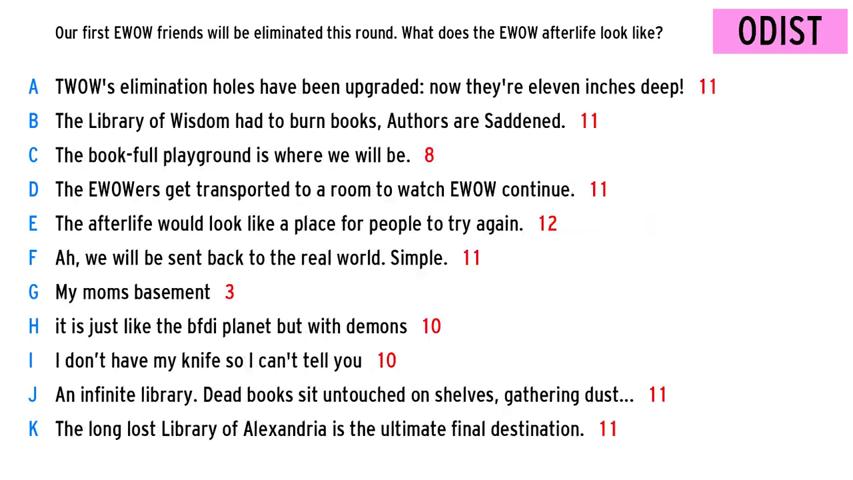 Our first EWOW friends will be eliminated this round. What does the EWOW afterlife look like?
ODIST
A TWOW's elimination holes have been upgraded: now they're eleven inches deep! 11
B The Library of Wisdom had to burn books, Authors are Saddened. 11
C The book-full playground is where we will be. 8
D The EWOWers get transported to a room to watch EWOW continue. 11
E The afterlife would look like a place for people to try again. 12
F Ah, we will be sent back to the real world. Simple. 11
G My moms basement 3
H it is just like the bfdi planet but with demons 10
I I don’t have my knife so I can't tell you 10
J An infinite library. Dead books sit untouched on shelves, gathering dust... 11
K The long lost Library of Alexandria is the ultimate final destination. 11